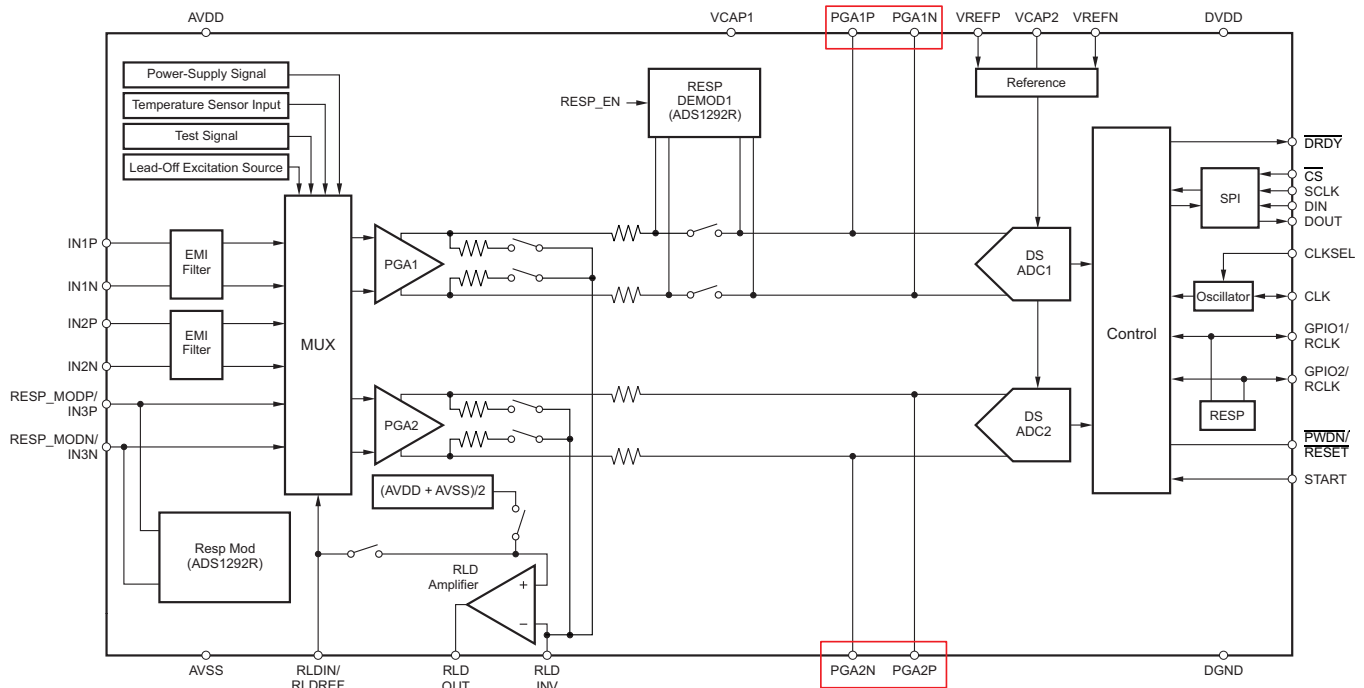 AVDD
VCAP1
PGA1P
PGA1N
VREFP
VCAP2
VREFN
DVDD
Power-Supply Signal
Temperature Sensor Input
Test Signal
Lead-Off Excitation Source
RESP_EN
RESP
DEMOD1
(ADS1292R)
Reference
DRDY
CS
SCLK
DIN
DOUT
SPI
CLKSEL
CLK
Oscillator
GPIO1/
RCLK
GPIO2/
RCLK
RESP
PWDN/
RESET
START
Control
IN1P
IN1N
IN2P
IN2N
RESP_MODP/
IN3P
RESP_MODN/
IN3N
EMI
Filter
EMI
Filter
MUX
PGA1
PGA2
DS
ADC1
DS
ADC2
(AVDD + AVSS)/2
Resp Mod
(ADS1292R)
RLD
Amplifier
+
−
AVSS
RLDIN/
RLDREF
RLD
OUT
RLD
INV
PGA2N
PGA2P
DGND